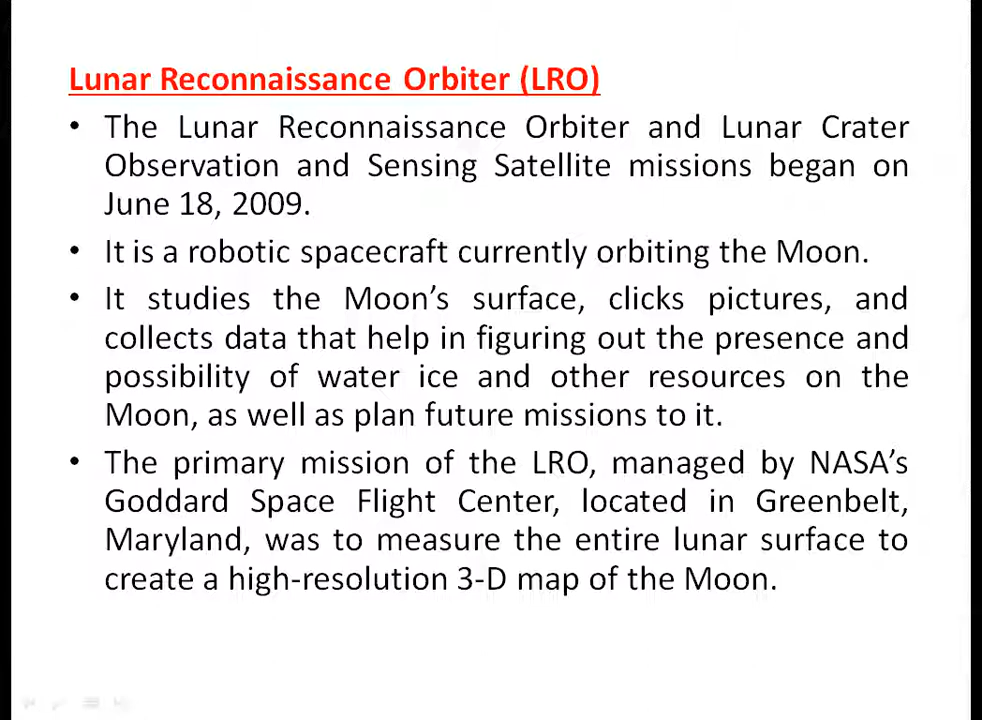 Lunar Reconnaissance Orbiter (LRO)
• The Lunar Reconnaissance Orbiter and Lunar Crater
Observation and Sensing Satellite missions began on
June 18, 2009.
• It is a robotic spacecraft currently orbiting the Moon.
• It studies the Moon’s surface, clicks pictures, and
collects data that help in figuring out the presence and
possibility of water ice and other resources on the
Moon, as well as plan future missions to it.
• The primary mission of the LRO, managed by NASA’s
Goddard Space Flight Center, located in Greenbelt,
Maryland, was to measure the entire lunar surface to
create a high-resolution 3-D map of the Moon.